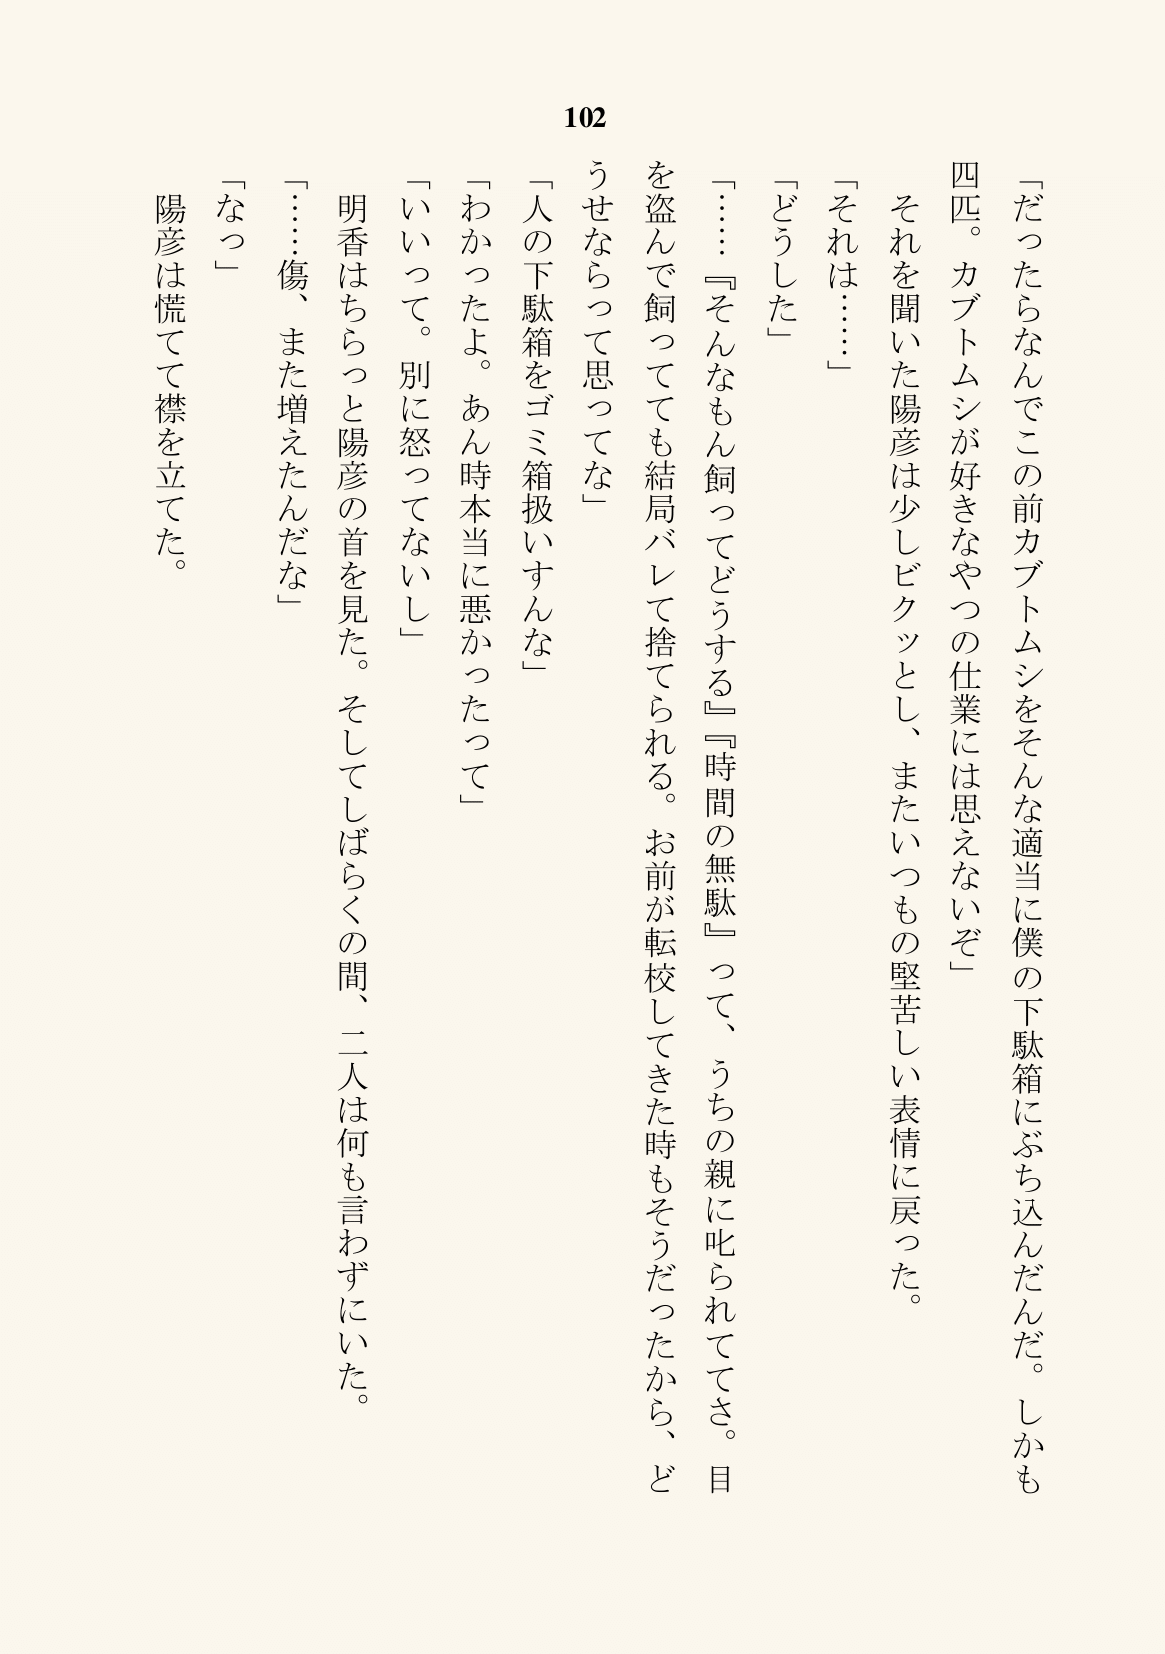 102
「だったらなんでこの前カブトムシをそんな適当に僕の下駄箱にぶち込んだんだ。しかも
四匹。カブトムシが好きなやつの仕業には思えないぞ」
　それを聞いた陽彦は少しビクッとし、またいつもの堅苦しい表情に戻った。
「それは……」
「どうした」
「……『そんなもん飼ってどうする』『時間の無駄』って、うちの親に叱られててさ。目
を盗んで飼ってても結局バレて捨てられる。お前が転校してきた時もそうだったから、ど
うせならって思ってな」
「人の下駄箱をゴミ箱扱いすんな」
「わかったよ。あん時本当に悪かったって」
「いいって。別に怒ってないし」
　明香はちらっと陽彦の首を見た。そしてしばらくの間、二人は何も言わずにいた。
「……傷、また増えたんだな」
「なっ」
　陽彦は慌てて襟を立てた。